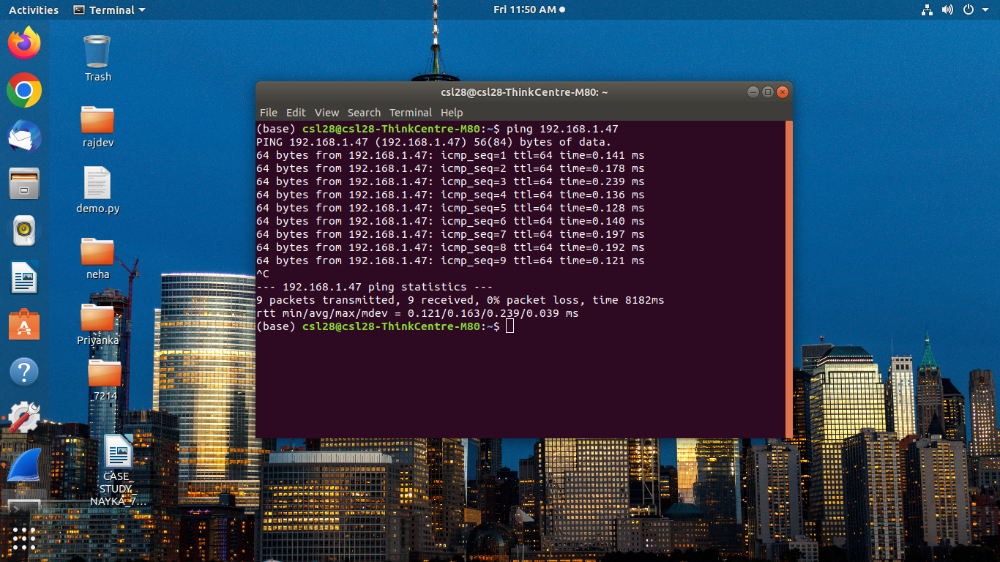 Activities
Terminal
Fri 11:50 AM
Trash
rajdev
demo.py
neha
Priyanka
7214
CASE_
STUDY_
NAYKA_7...
csl28@csl28-ThinkCentre-M80: ~
File Edit View Search Terminal Help
(base) csl28@csl28-ThinkCentre-M80:~$ ping 192.168.1.47
PING 192.168.1.47 (192.168.1.47) 56(84) bytes of data.
64 bytes from 192.168.1.47: icmp_seq=1 ttl=64 time=0.141 ms
64 bytes from 192.168.1.47: icmp_seq=2 ttl=64 time=0.178 ms
64 bytes from 192.168.1.47: icmp_seq=3 ttl=64 time=0.239 ms
64 bytes from 192.168.1.47: icmp_seq=4 ttl=64 time=0.136 ms
64 bytes from 192.168.1.47: icmp_seq=5 ttl=64 time=0.128 ms
64 bytes from 192.168.1.47: icmp_seq=6 ttl=64 time=0.140 ms
64 bytes from 192.168.1.47: icmp_seq=7 ttl=64 time=0.197 ms
64 bytes from 192.168.1.47: icmp_seq=8 ttl=64 time=0.192 ms
64 bytes from 192.168.1.47: icmp_seq=9 ttl=64 time=0.121 ms
^C
--- 192.168.1.47 ping statistics ---
9 packets transmitted, 9 received, 0% packet loss, time 8182ms
rtt min/avg/max/mdev = 0.121/0.163/0.239/0.039 ms
(base) csl28@csl28-ThinkCentre-M80:~$